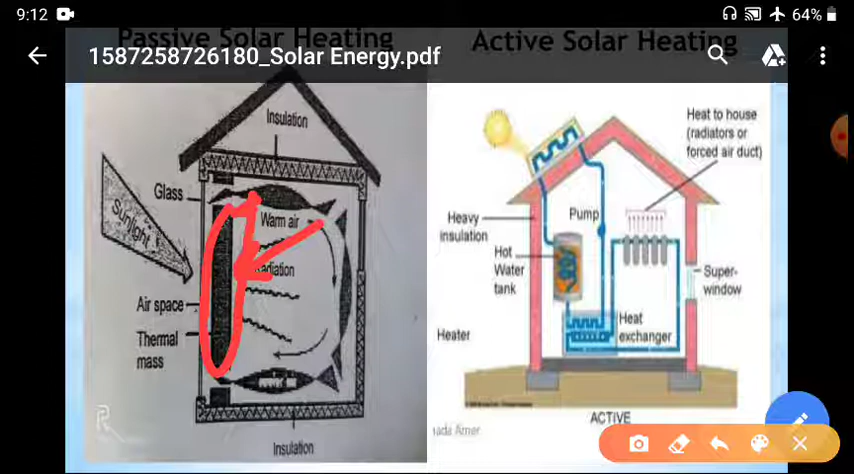 9:12
64%
Passive Solar Heating
Active Solar Heating
1587258726180_Solar Energy.pdf
Insulation
Glass
Sunlight
Warm air
Radiation
Air space
Thermal
mass
Insulation
Heat to house
(radiators or
forced air duct)
Heavy
insulation
Pump
Hot
Water
tank
Super-
window
Heat
exchanger
Heater
ACTIVE
Amer